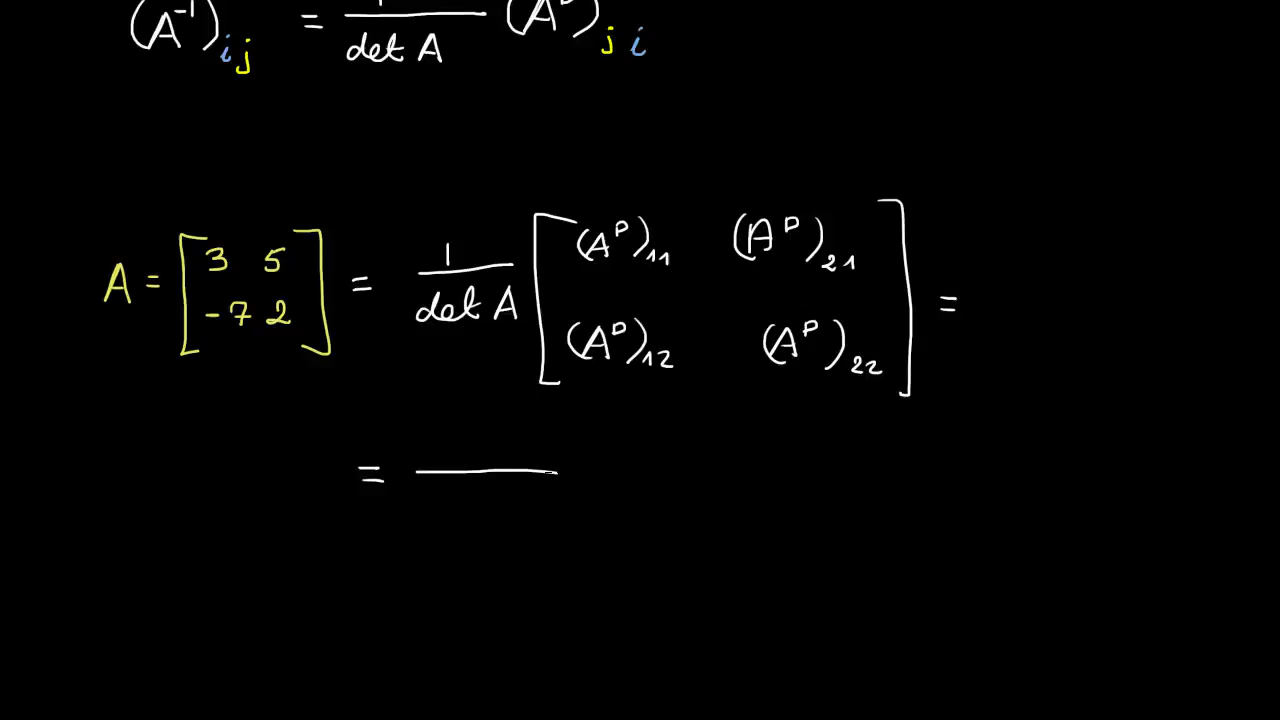 (A⁻¹)ij = 1/det A (Aᴰ)ji
A = [3 5; -7 2] = 1/det A [(Aᴰ)11 (Aᴰ)21; (Aᴰ)12 (Aᴰ)22] =
=